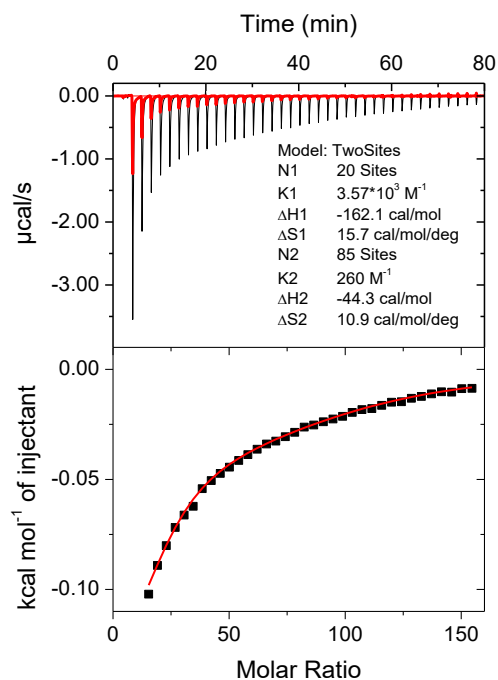 Time (min)
0 20 40 60 80
0.00
-1.00
-2.00
-3.00
µcal/s
Model: TwoSites
N1 20 Sites
K1 3.57*10³ M⁻¹
ΔH1 -162.1 cal/mol
ΔS1 15.7 cal/mol/deg
N2 85 Sites
K2 260 M⁻¹
ΔH2 -44.3 cal/mol
ΔS2 10.9 cal/mol/deg
0.00
-0.05
-0.10
kcal mol⁻¹ of injectant
0 50 100 150
Molar Ratio